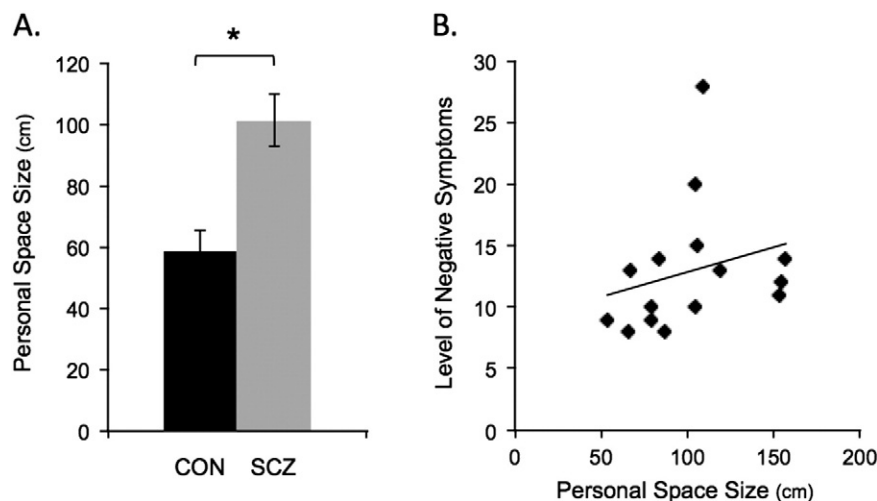 A.
*
Personal Space Size (cm)
120
100
80
60
40
20
0
CON SCZ
B.
Level of Negative Symptoms
30
25
20
15
10
5
0
0 50 100 150 200
Personal Space Size (cm)